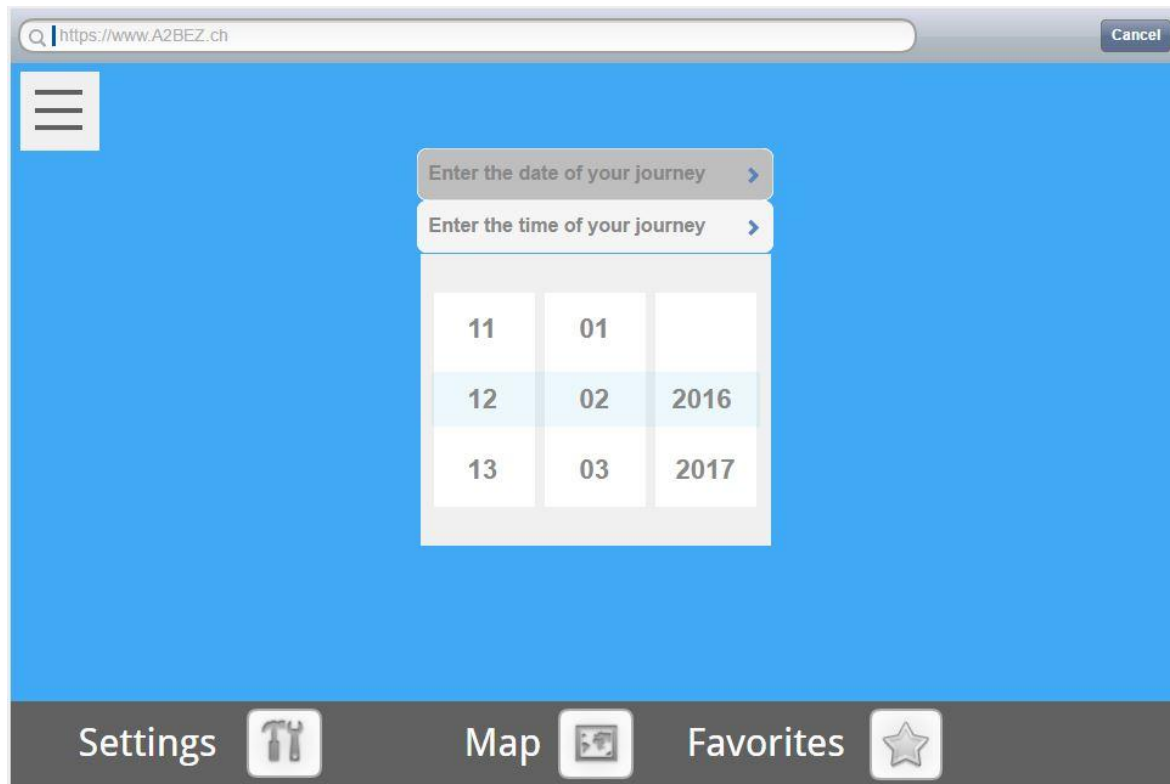 https://www.A2BEZ.ch Cancel
Enter the date of your journey
Enter the time of your journey
11 01
12 02 2016
13 03 2017
Settings Map Favorites